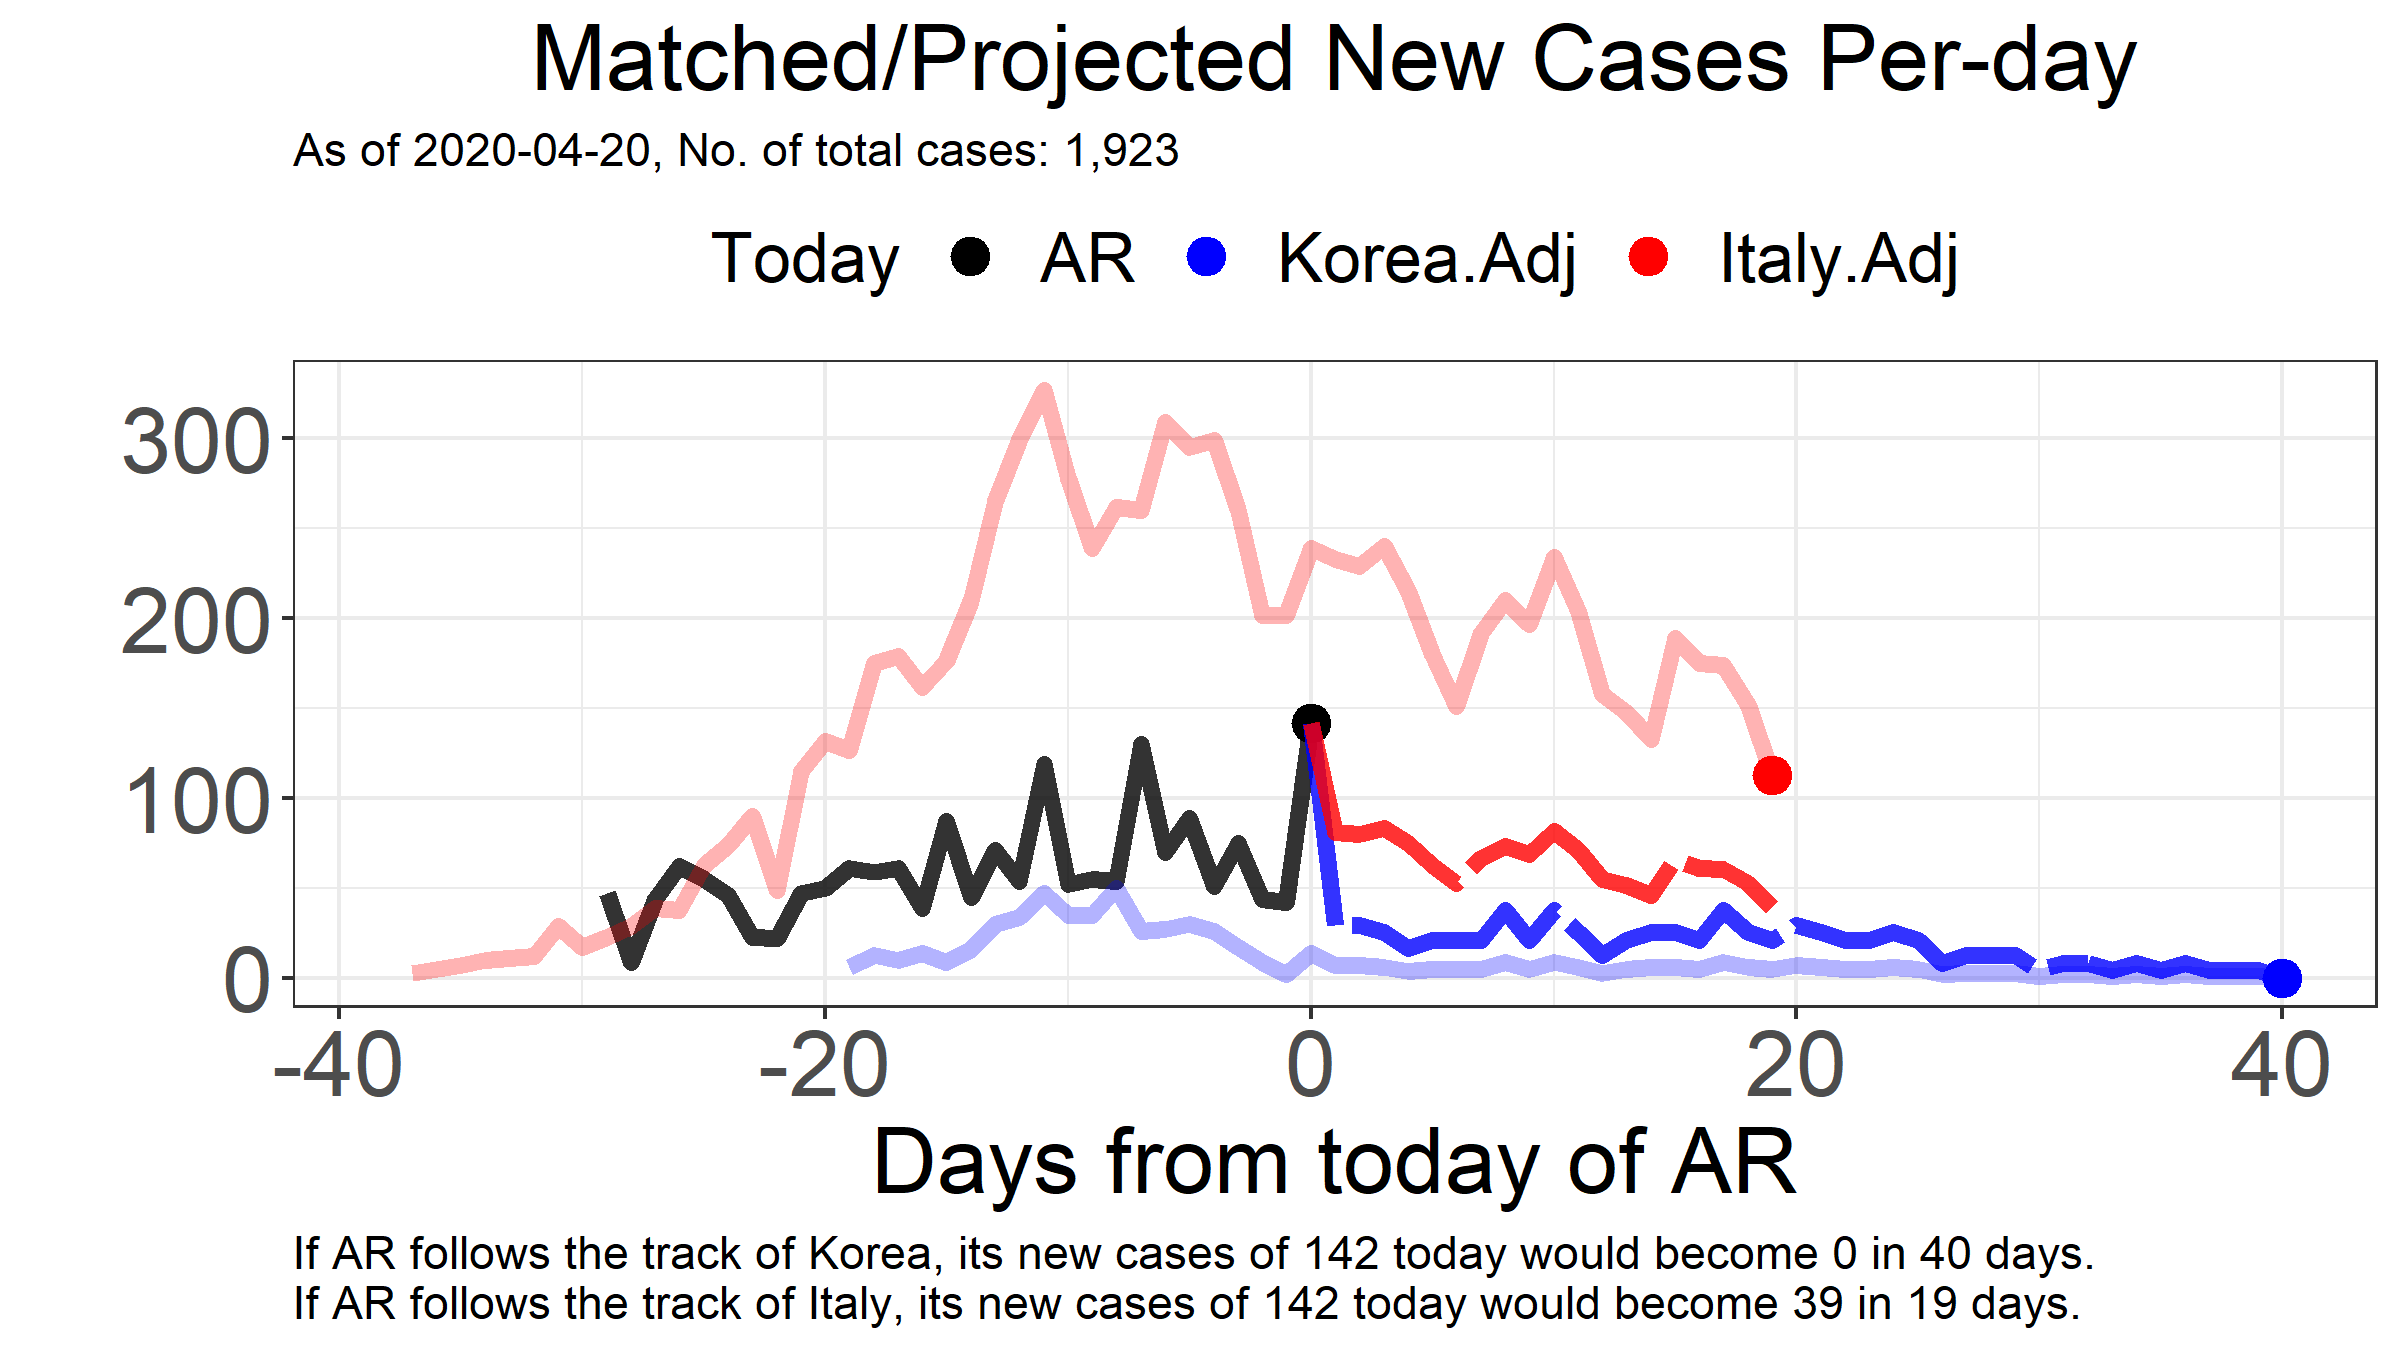 Matched/Projected New Cases Per-day
As of 2020-04-20, No. of total cases: 1,923
Today AR Korea.Adj Italy.Adj
300
200
100
0
-40 -20 0 20 40
Days from today of AR
If AR follows the track of Korea, its new cases of 142 today would become 0 in 40 days.
If AR follows the track of Italy, its new cases of 142 today would become 39 in 19 days.